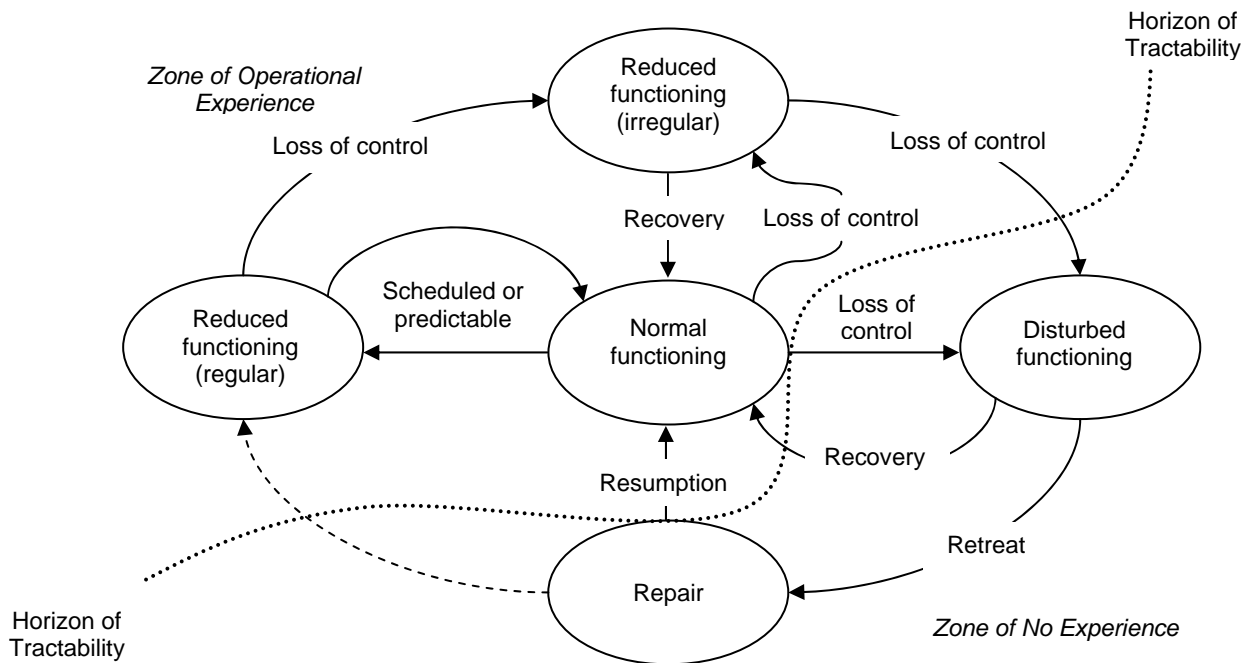 Horizon of
Tractability
Zone of Operational
Experience
Reduced
functioning
(irregular)
Loss of control
Loss of control
Recovery
Loss of control
Scheduled or
predictable
Reduced
functioning
(regular)
Normal
functioning
Loss of
control
Disturbed
functioning
Recovery
Resumption
Retreat
Repair
Horizon of
Tractability
Zone of No Experience